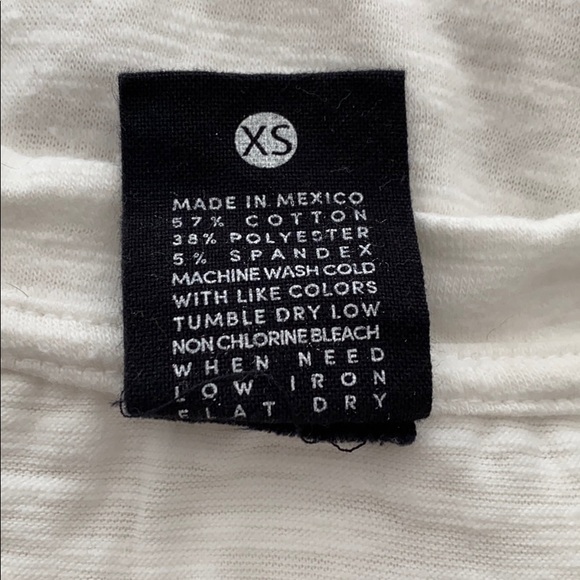 XS
MADE IN MEXICO
57% COTTON
38% POLYESTER
5% SPANDEX
MACHINE WASH COLD
WITH LIKE COLORS
TUMBLE DRY LOW
NON CHLORINE BLEACH
WHEN NEED
LOW IRON
FLAT DRY